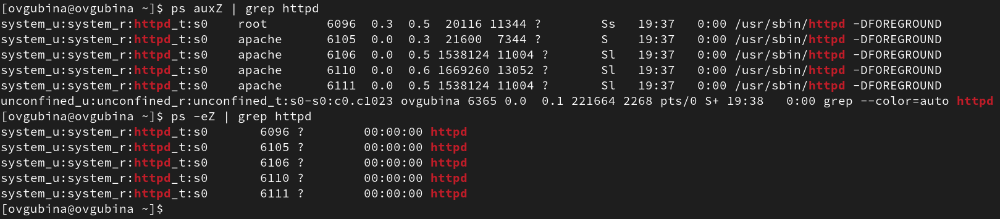 [ovgubina@ovgubina ~]$ ps auxZ | grep httpd
system_u:system_r:httpd_t:s0    root        6096  0.3  0.5  20116 11344 ?        Ss   19:37   0:00 /usr/sbin/httpd -DFOREGROUND
system_u:system_r:httpd_t:s0    apache      6105  0.0  0.3  21600  7344 ?        S    19:37   0:00 /usr/sbin/httpd -DFOREGROUND
system_u:system_r:httpd_t:s0    apache      6106  0.0  0.5 1538124 11004 ?       Sl   19:37   0:00 /usr/sbin/httpd -DFOREGROUND
system_u:system_r:httpd_t:s0    apache      6110  0.0  0.6 1669260 13052 ?       Sl   19:37   0:00 /usr/sbin/httpd -DFOREGROUND
system_u:system_r:httpd_t:s0    apache      6111  0.0  0.5 1538124 11004 ?       Sl   19:37   0:00 /usr/sbin/httpd -DFOREGROUND
unconfined_u:unconfined_r:unconfined_t:s0-s0:c0.c1023 ovgubina 6365 0.0  0.1 221664 2268 pts/0 S+ 19:38   0:00 grep --color=auto httpd
[ovgubina@ovgubina ~]$ ps -eZ | grep httpd
system_u:system_r:httpd_t:s0       6096 ?        00:00:00 httpd
system_u:system_r:httpd_t:s0       6105 ?        00:00:00 httpd
system_u:system_r:httpd_t:s0       6106 ?        00:00:00 httpd
system_u:system_r:httpd_t:s0       6110 ?        00:00:00 httpd
system_u:system_r:httpd_t:s0       6111 ?        00:00:00 httpd
[ovgubina@ovgubina ~]$